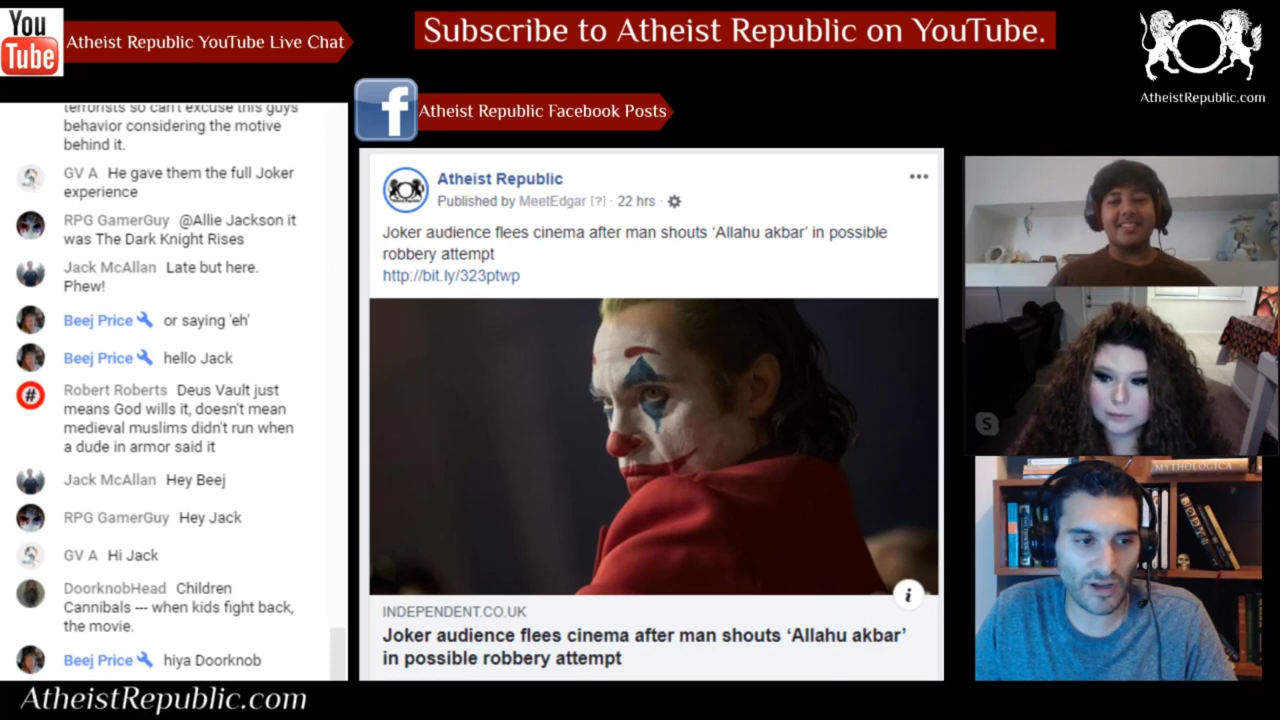 You
Tube
Atheist Republic YouTube Live Chat
Subscribe to Atheist Republic on YouTube.
AtheistRepublic.com
f
Atheist Republic Facebook Posts
terrorists so can't excuse this guys
behavior considering the motive
behind it.
GV A He gave them the full Joker
experience
RPG GamerGuy @Allie Jackson it
was The Dark Knight Rises
Jack McAllan Late but here.
Phew!
Beej Price or saying 'eh'
Beej Price hello Jack
# Robert Roberts Deus Vault just
means God wills it, doesn't mean
medieval muslims didn't run when
a dude in armor said it
Jack McAllan Hey Beej
RPG GamerGuy Hey Jack
GV A Hi Jack
DoorknobHead Children
Cannibals --- when kids fight back,
the movie.
Beej Price hiya Doorknob
Atheist Republic
Published by MeetEdgar [?] · 22 hrs ·
Joker audience flees cinema after man shouts ‘Allahu akbar’ in possible
robbery attempt
http://bit.ly/323ptwp
i
INDEPENDENT.CO.UK
Joker audience flees cinema after man shouts ‘Allahu akbar’
in possible robbery attempt
S
MYTHOLOGICA
AtheistRepublic.com